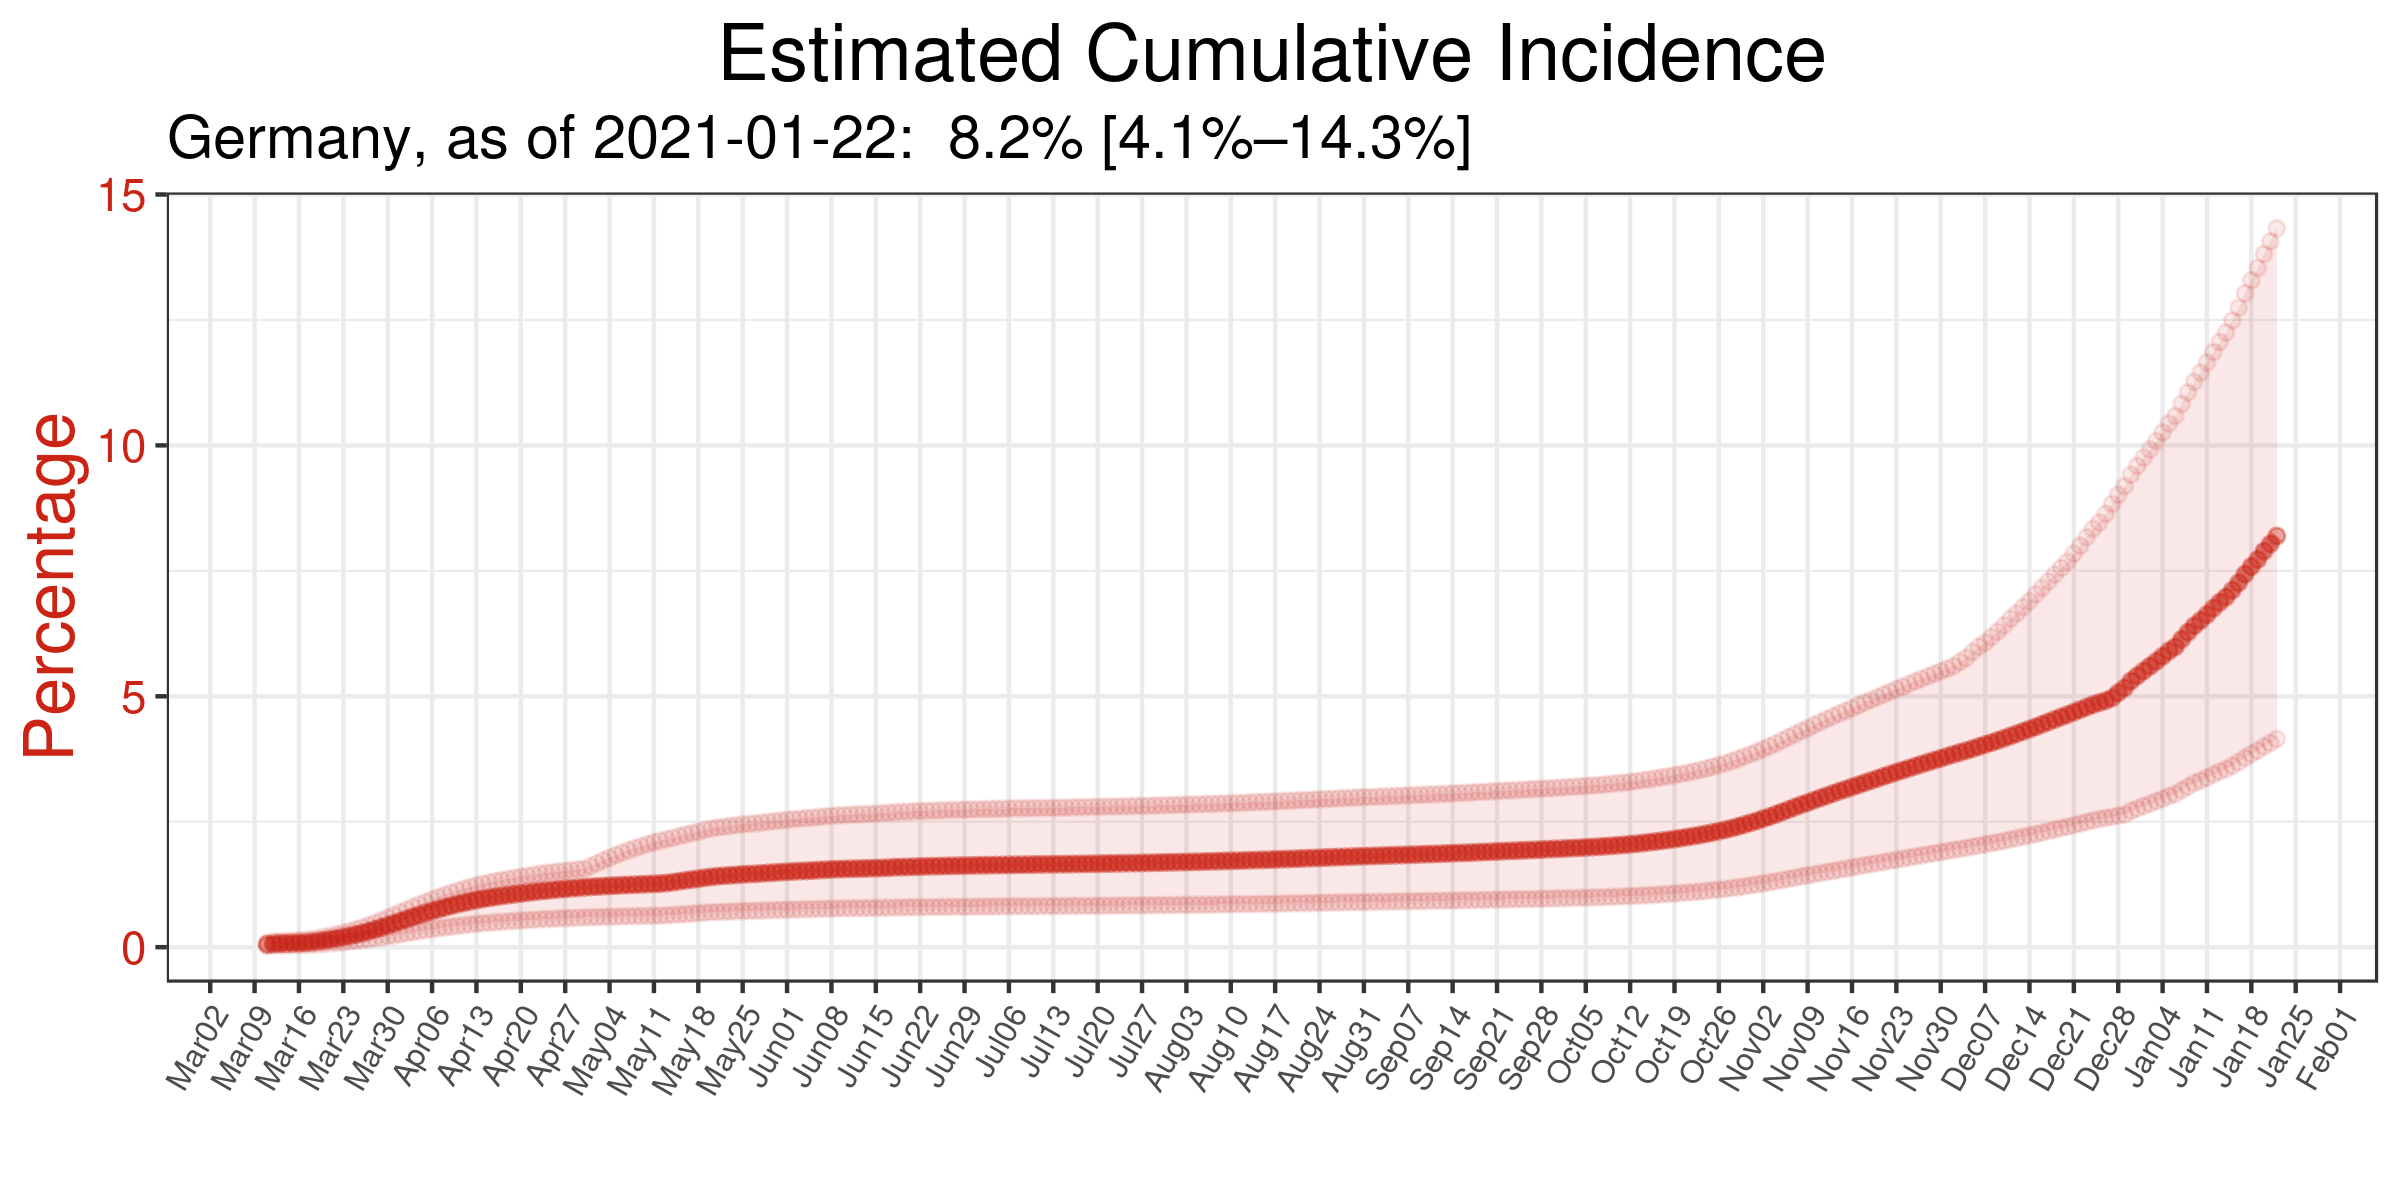 Estimated Cumulative Incidence
Germany, as of 2021-01-22:  8.2% [4.1%–14.3%]
Percentage
15
10
5
0
Mar02 Mar09 Mar16 Mar23 Mar30 Apr06 Apr13 Apr20 Apr27 May04 May11 May18 May25 Jun01 Jun08 Jun15 Jun22 Jun29 Jul06 Jul13 Jul20 Jul27 Aug03 Aug10 Aug17 Aug24 Aug31 Sep07 Sep14 Sep21 Sep28 Oct05 Oct12 Oct19 Oct26 Nov02 Nov09 Nov16 Nov23 Nov30 Dec07 Dec14 Dec21 Dec28 Jan04 Jan11 Jan18 Jan25 Feb01